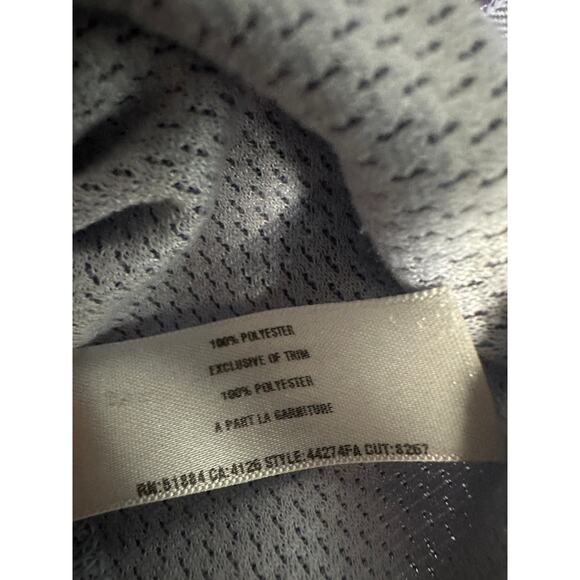 100% POLYESTER
EXCLUSIVE OF TRIM
100% POLYESTER
A PART LA GARNITURE
RN:51884 CA:4126 STYLE:44274FA CUT:8267